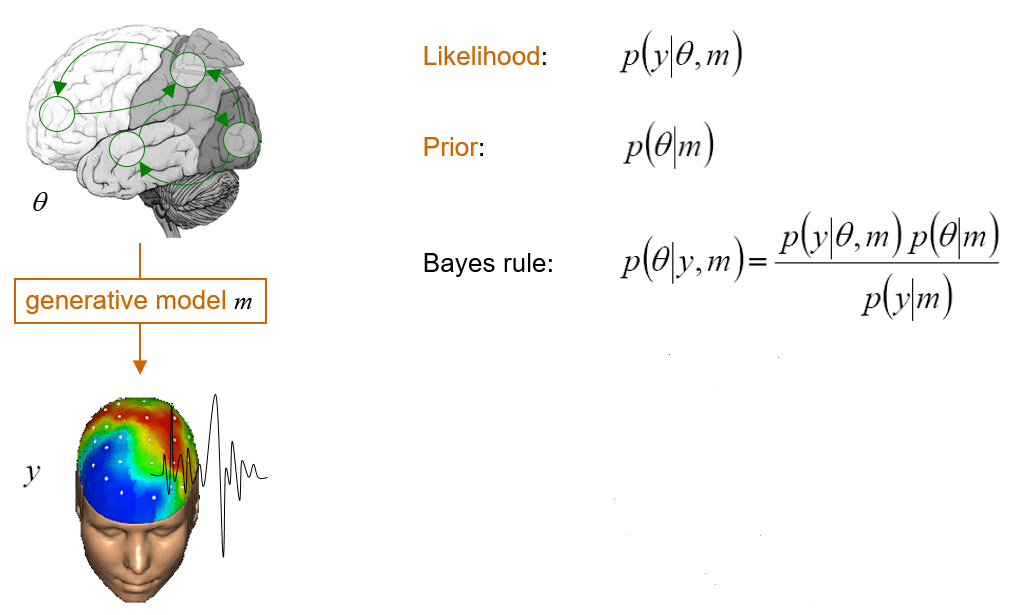 Likelihood: p(y|θ, m)
Prior: p(θ|m)
θ
Bayes rule: p(θ|y, m) = p(y|θ, m) p(θ|m) / p(y|m)
generative model m
y